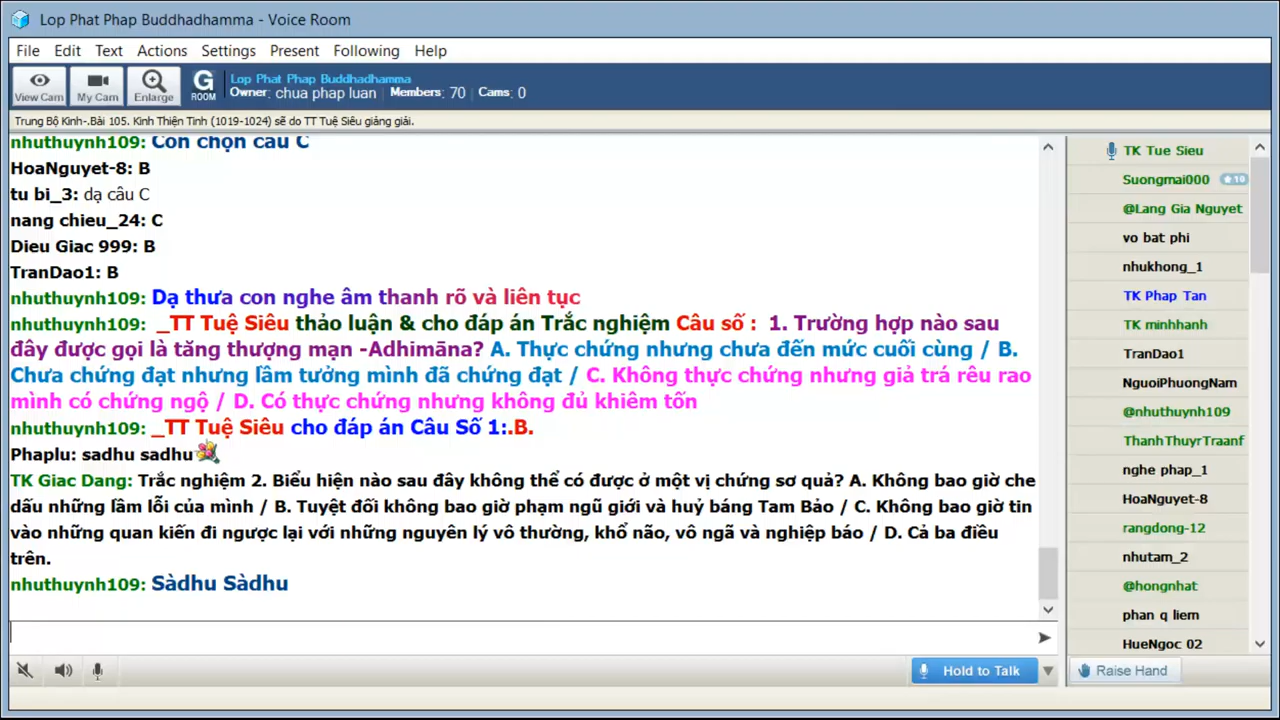 Lop Phat Phap Buddhadhamma - Voice Room
File Edit Text Actions Settings Present Following Help
View Cam My Cam Enlarge G ROOM
Lop Phat Phap Buddhadhamma
Owner: chua phap luan | Members: 70 | Cams: 0
Trung Bộ Kinh-.Bài 105. Kinh Thiện Tinh (1019-1024) sẽ do TT Tuệ Siêu giảng giải.
nhuthuynh109: Con chọn câu C
HoaNguyet-8: B
tu bi_3: dạ câu C
nang chieu_24: C
Dieu Giac 999: B
TranDao1: B
nhuthuynh109: Dạ thưa con nghe âm thanh rõ và liên tục
nhuthuynh109: _TT Tuệ Siêu thảo luận & cho đáp án Trắc nghiệm Câu số : 1. Trường hợp nào sau
đây được gọi là tăng thượng mạn -Adhimāna? A. Thực chứng nhưng chưa đến mức cuối cùng / B.
Chưa chứng đạt nhưng lầm tưởng mình đã chứng đạt / C. Không thực chứng nhưng giả trá rêu rao
mình có chứng ngộ / D. Có thực chứng nhưng không đủ khiêm tốn
nhuthuynh109: _TT Tuệ Siêu cho đáp án Câu Số 1:.B.
Phaplu: sadhu sadhu
TK Giac Dang: Trắc nghiệm 2. Biểu hiện nào sau đây không thể có được ở một vị chứng sơ quả? A. Không bao giờ che
dấu những lầm lỗi của mình / B. Tuyệt đối không bao giờ phạm ngũ giới và huỷ báng Tam Bảo / C. Không bao giờ tin
vào những quan kiến đi ngược lại với những nguyên lý vô thường, khổ não, vô ngã và nghiệp báo / D. Cả ba điều
trên.
nhuthuynh109: Sàdhu Sàdhu
Hold to Talk
TK Tue Sieu
Suongmai000 10
@Lang Gia Nguyet
vo bat phi
nhukhong_1
TK Phap Tan
TK minhhanh
TranDao1
NguoiPhuongNam
@nhuthuynh109
ThanhThuyrTraanf
nghe phap_1
HoaNguyet-8
rangdong-12
nhutam_2
@hongnhat
phan q liem
HueNgoc 02
Raise Hand